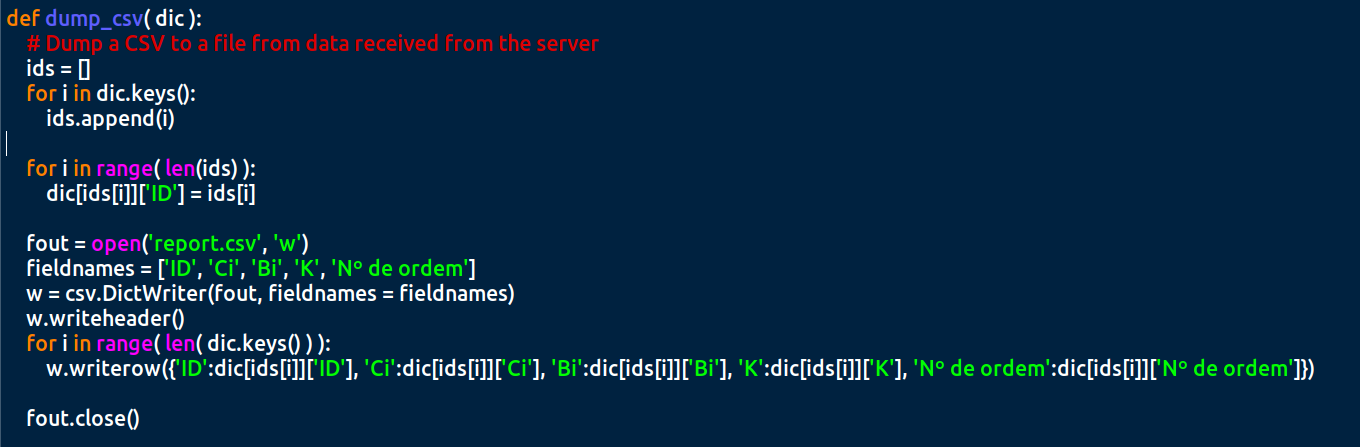 def dump_csv( dic ):
    # Dump a CSV to a file from data received from the server
    ids = []
    for i in dic.keys():
        ids.append(i)

    for i in range( len(ids) ):
        dic[ids[i]]['ID'] = ids[i]

    fout = open('report.csv', 'w')
    fieldnames = ['ID', 'Ci', 'Bi', 'K', 'Nº de ordem']
    w = csv.DictWriter(fout, fieldnames = fieldnames)
    w.writeheader()
    for i in range( len( dic.keys() ) ):
        w.writerow({'ID':dic[ids[i]]['ID'], 'Ci':dic[ids[i]]['Ci'], 'Bi':dic[ids[i]]['Bi'], 'K':dic[ids[i]]['K'], 'Nº de ordem':dic[ids[i]]['Nº de ordem']})

    fout.close()